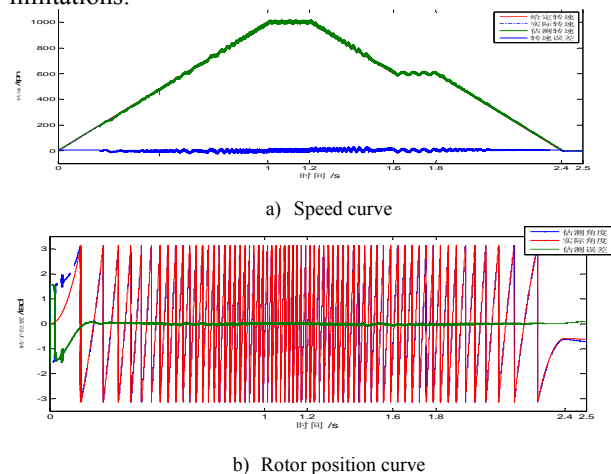 limitations.
给定转速
实际转速
估测转速
转速误差
1000
800
600
400
200
0
转速/rpm
0 1 1.2 1.6 1.8 2.4 2.5
时间 /s
a) Speed curve
估测角度
实际角度
估测误差
3
2
1
0
-1
-2
-3
转子位置/rad
0 1 1.2 1.6 1.8 2.4 2.5
时间 /s
b) Rotor position curve